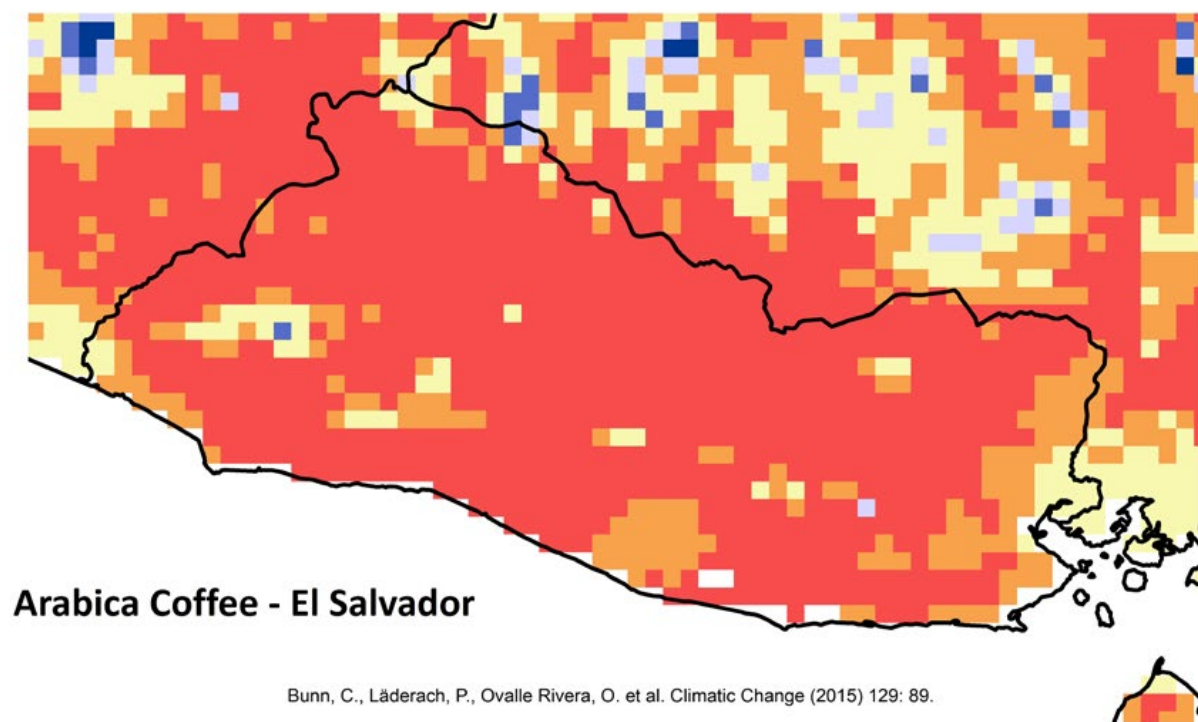 Arabica Coffee - El Salvador
Bunn, C., Läderach, P., Ovalle Rivera, O. et al. Climatic Change (2015) 129: 89.